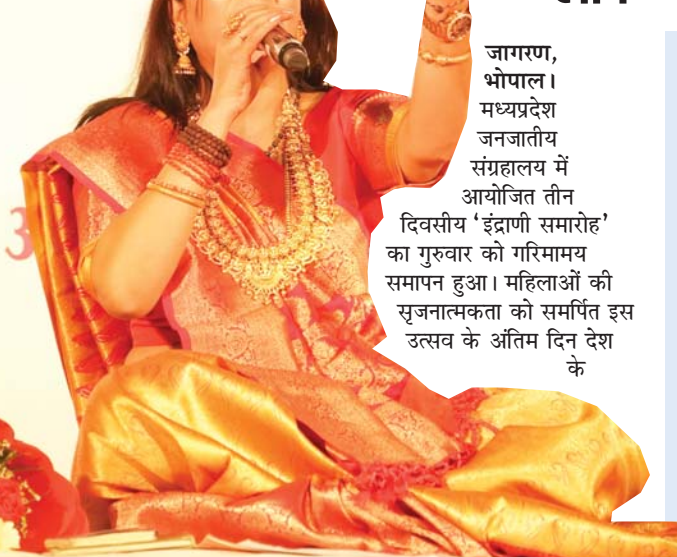 जागरण,
भोपाल।
मध्यप्रदेश
जनजातीय
संग्रहालय में
आयोजित तीन
दिवसीय ‘इंद्राणी समारोह’
का गुरुवार को गरिमामय
समापन हुआ। महिलाओं की
सृजनात्मकता को समर्पित इस
उत्सव के अंतिम दिन देश
के